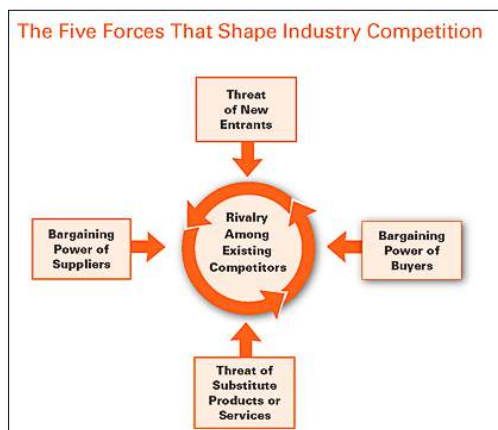 The Five Forces That Shape Industry Competition
Threat
of New
Entrants
Bargaining
Power of
Suppliers
Rivalry
Among
Existing
Competitors
Bargaining
Power of
Buyers
Threat of
Substitute
Products or
Services